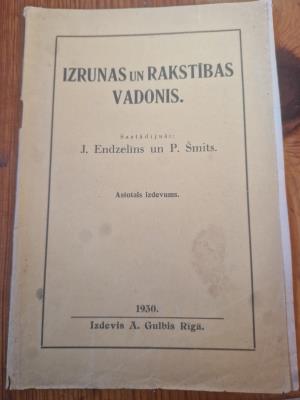 IZRUNAS UN RAKSTĪBAS
VADONIS.
Sastādījuši:
J. Endzelīns un P. Šmits.
Astotais izdevums.
1930.
Izdevis A. Gulbis Rīgā.